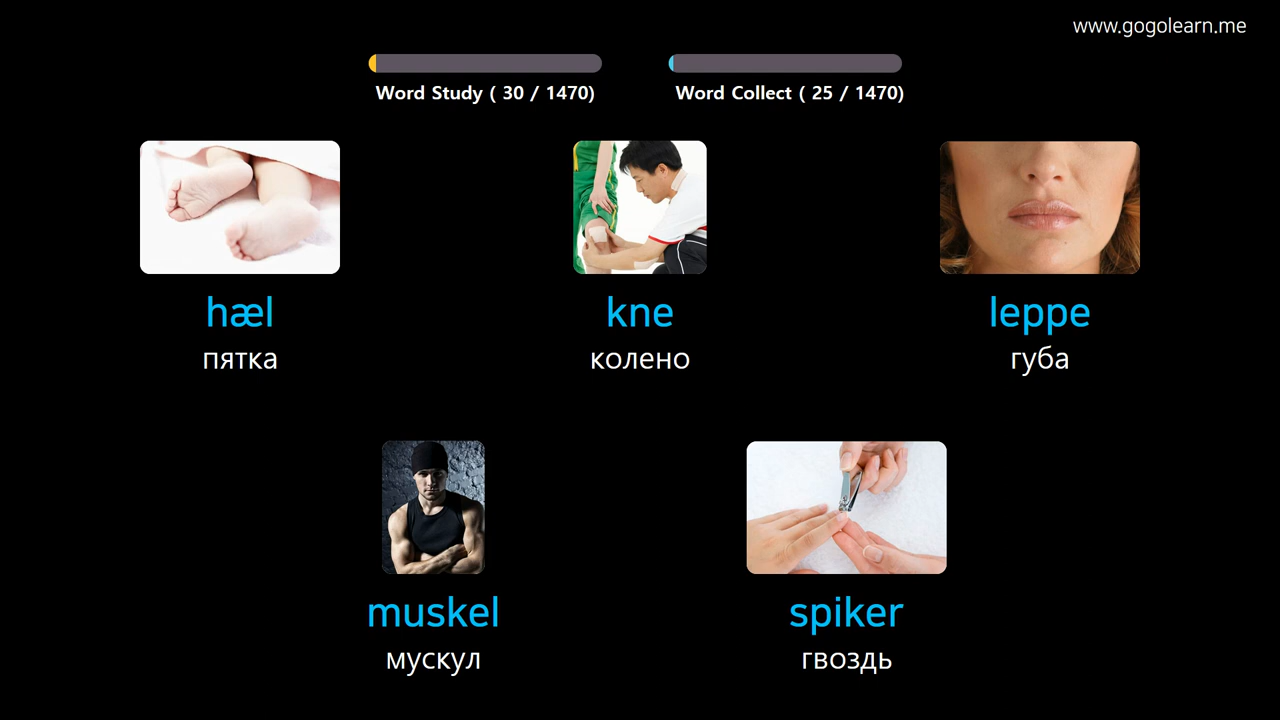 www.gogolearn.me
Word Study ( 30 / 1470)
Word Collect ( 25 / 1470)
hæl
пятка
kne
колено
leppe
губа
muskel
мускул
spiker
гвоздь